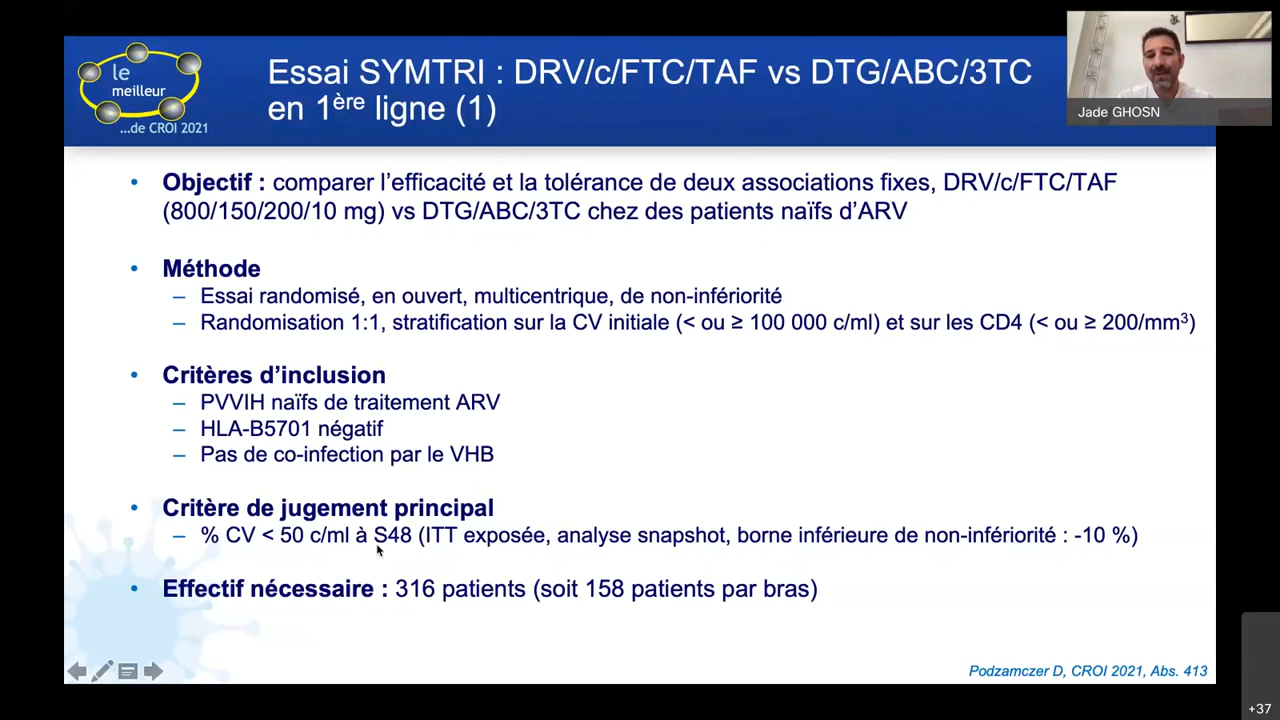 le
meilleur
...de CROI 2021
Essai SYMTRI : DRV/c/FTC/TAF vs DTG/ABC/3TC
en 1ère ligne (1)
Jade GHOSN
• Objectif : comparer l’efficacité et la tolérance de deux associations fixes, DRV/c/FTC/TAF
(800/150/200/10 mg) vs DTG/ABC/3TC chez des patients naïfs d’ARV
• Méthode
– Essai randomisé, en ouvert, multicentrique, de non-infériorité
– Randomisation 1:1, stratification sur la CV initiale (< ou ≥ 100 000 c/ml) et sur les CD4 (< ou ≥ 200/mm³)
• Critères d’inclusion
– PVVIH naïfs de traitement ARV
– HLA-B5701 négatif
– Pas de co-infection par le VHB
• Critère de jugement principal
– % CV < 50 c/ml à S48 (ITT exposée, analyse snapshot, borne inférieure de non-infériorité : -10 %)
• Effectif nécessaire : 316 patients (soit 158 patients par bras)
Podzamczer D, CROI 2021, Abs. 413
+37